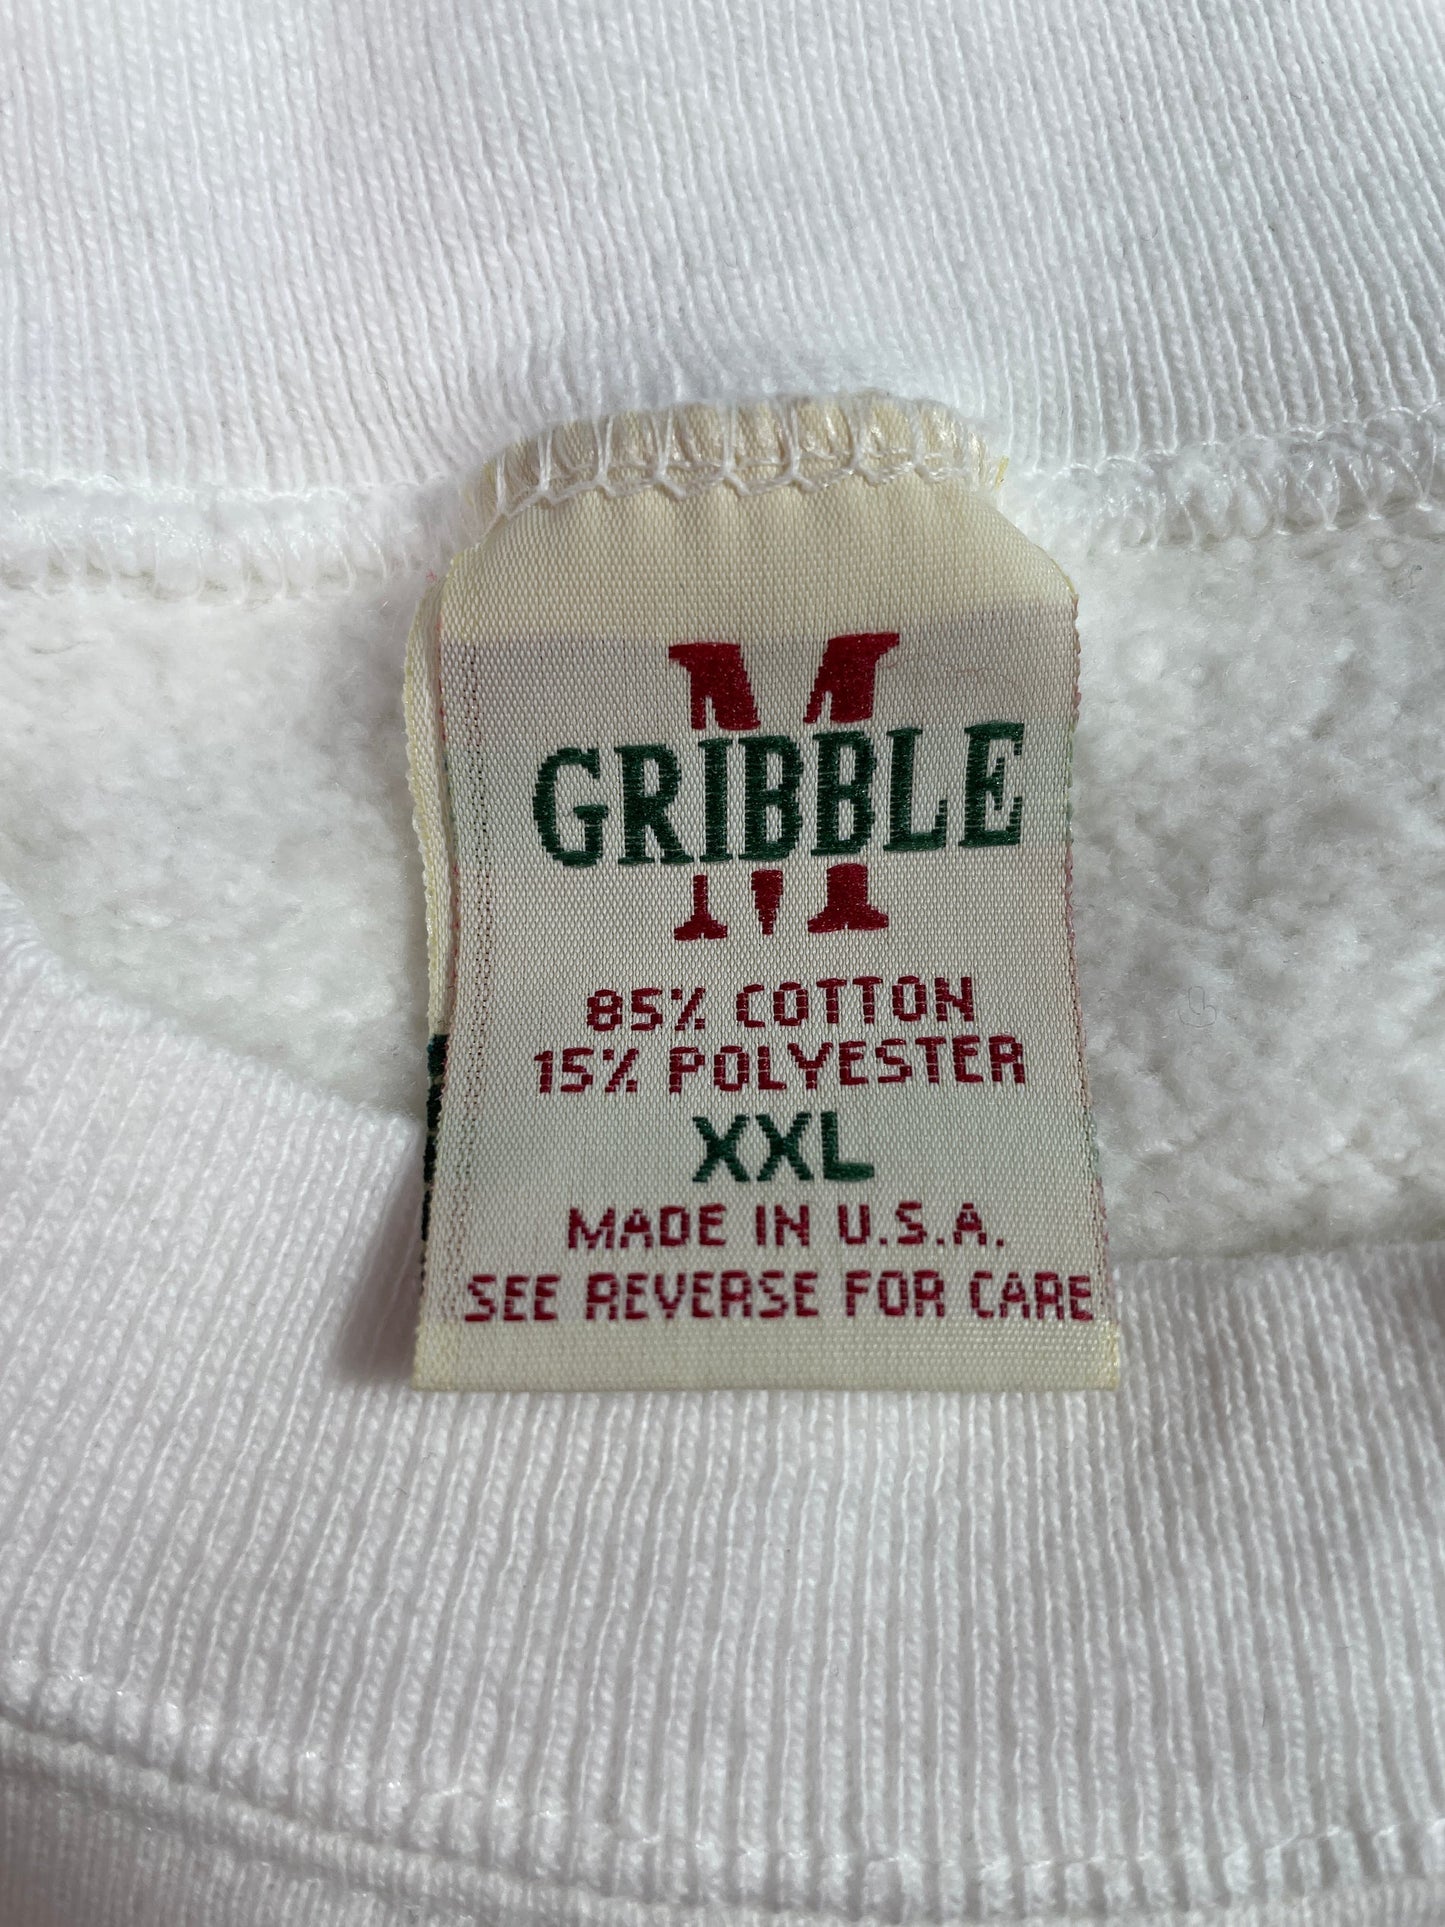 M
GRIBBLE
85% COTTON
15% POLYESTER
XXL
MADE IN U.S.A.
SEE REVERSE FOR CARE